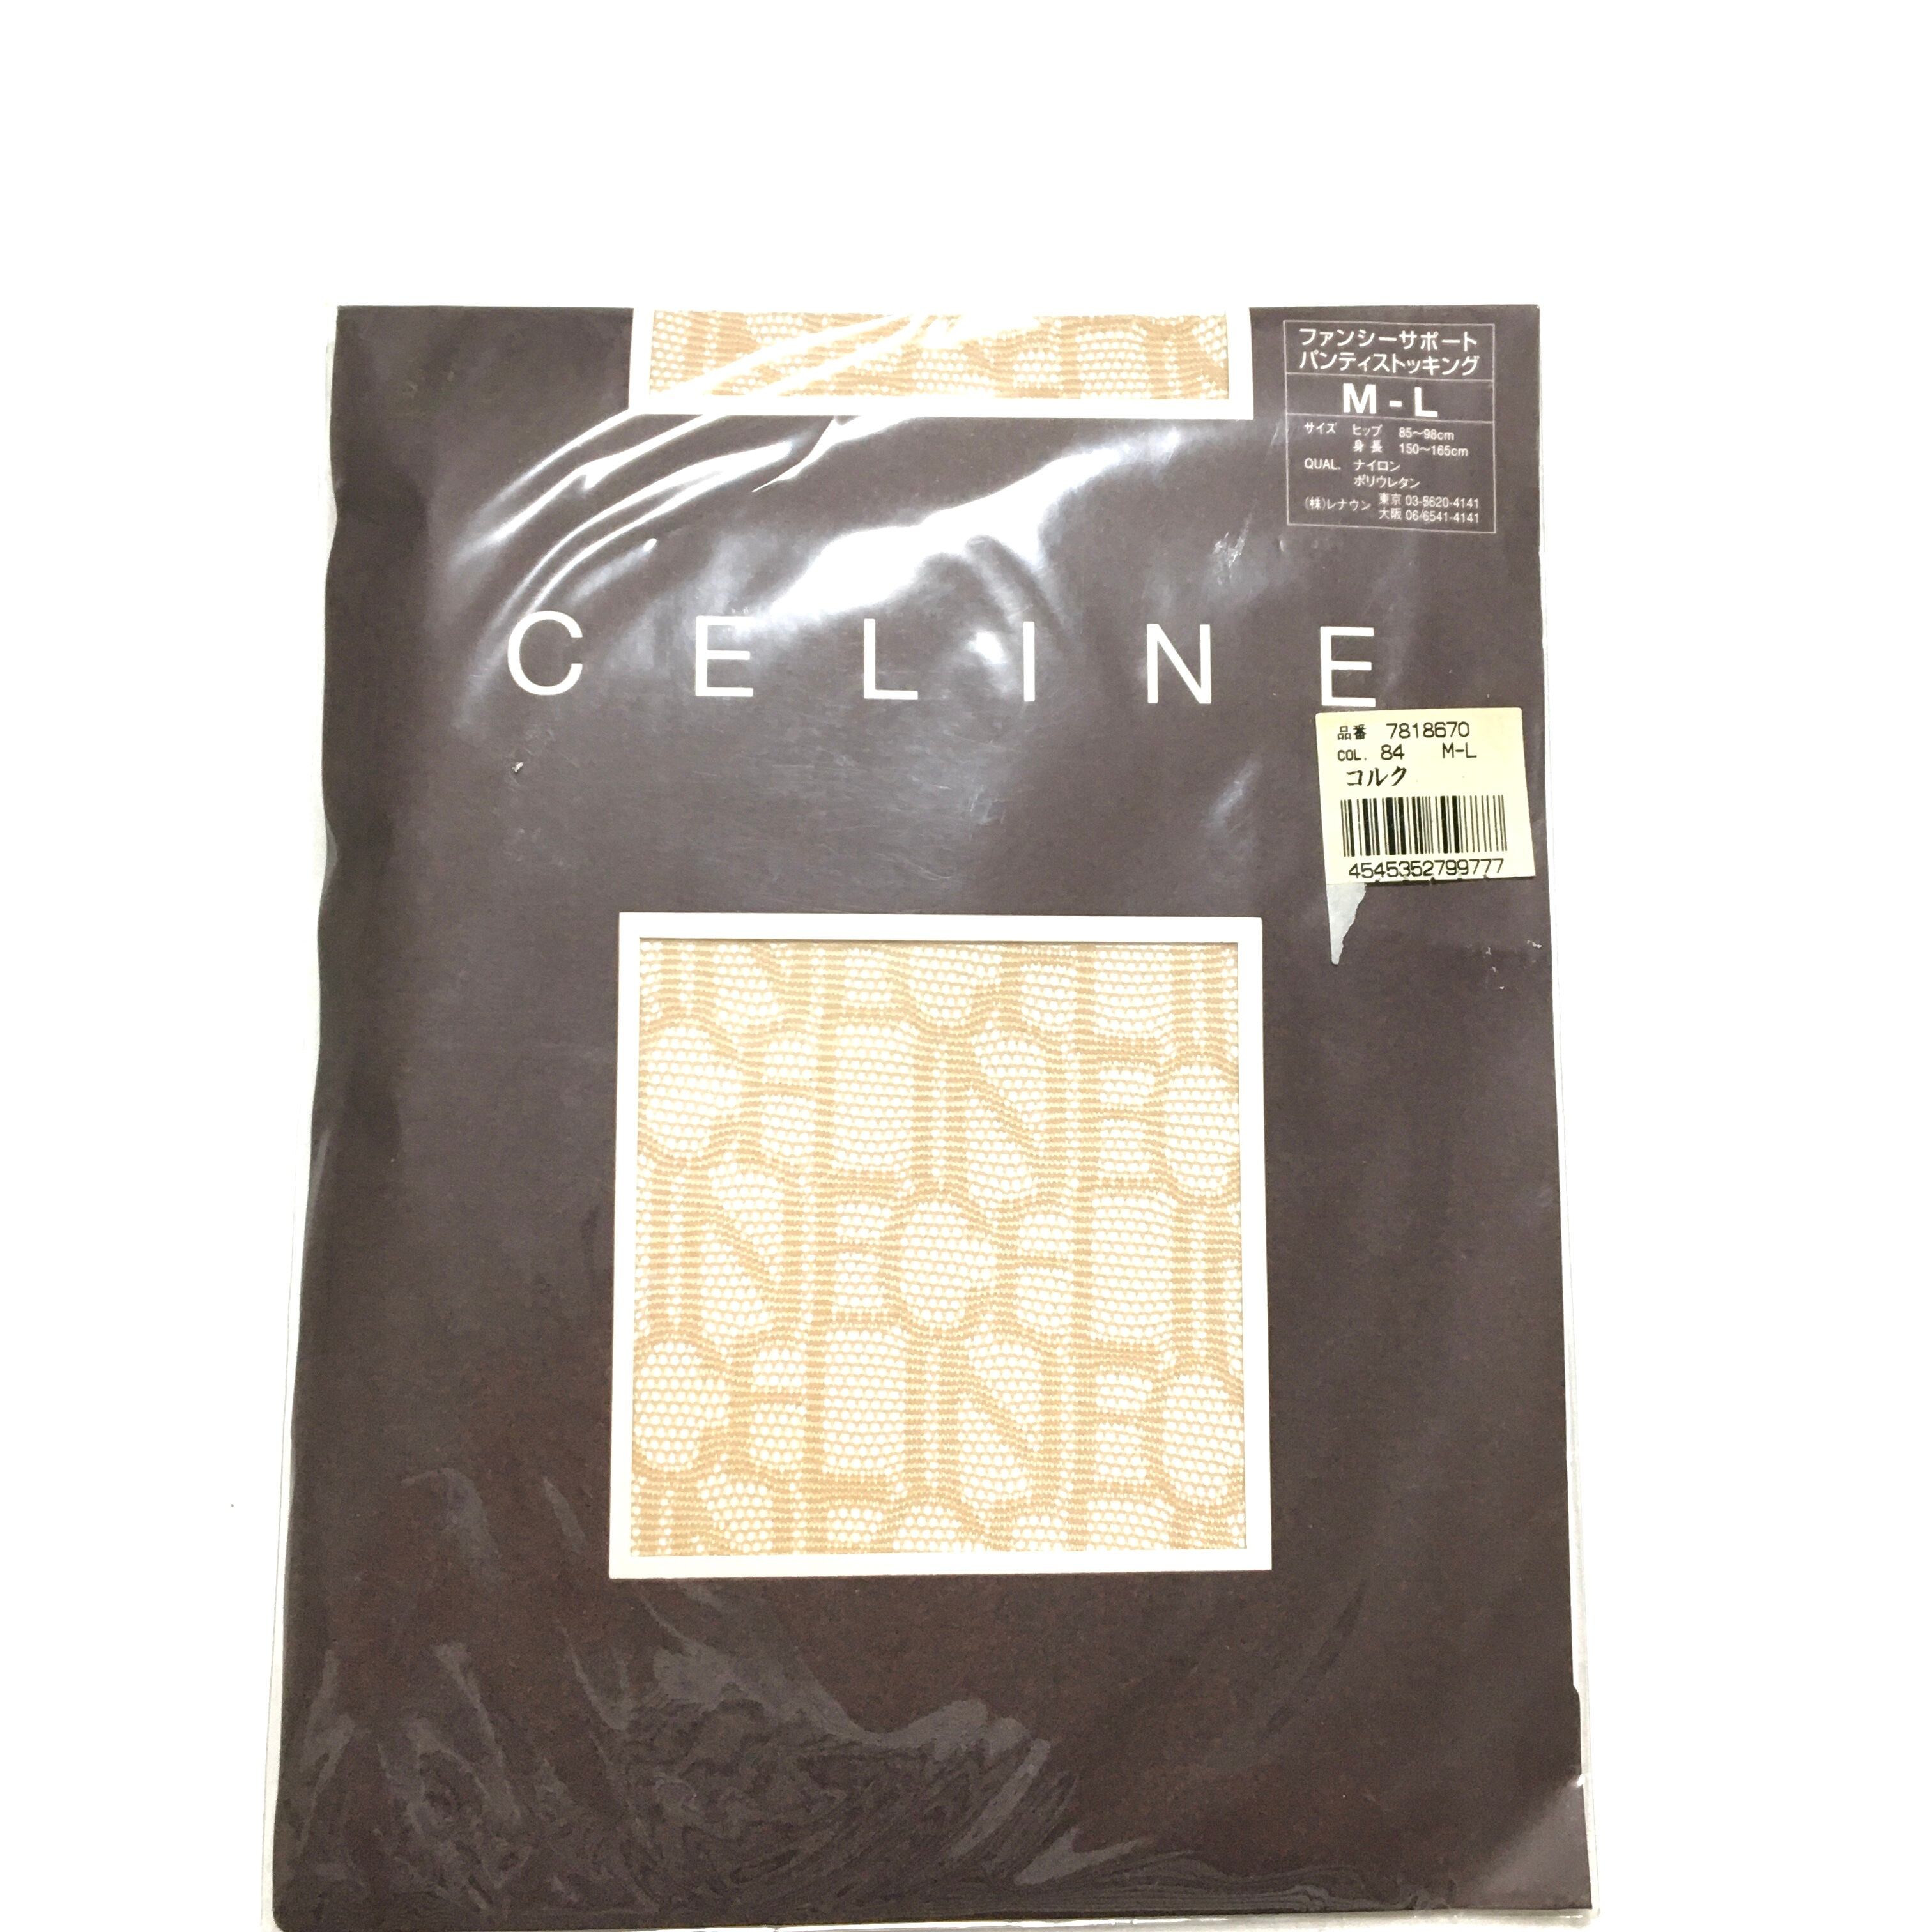 ファンシーサポート
パンティストッキング
M - L
サイズ ヒップ 85～98cm
身長 150～165cm
QUAL. ナイロン
ポリウレタン
(株)レナウン 東京 03-5620-4141
大阪 06-6541-4141
CELINE
品番 7818670
COL. 84 M-L
コルク
4545352799777